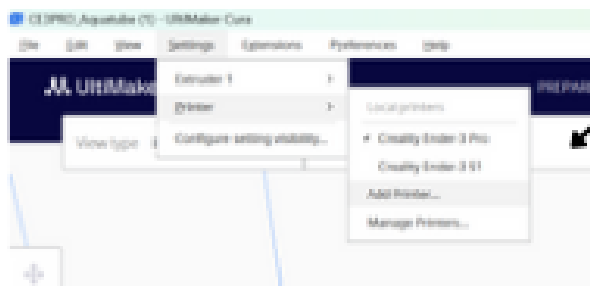 CE3PRO_Aquatube (1) - UltiMaker Cura
File Edit View Settings Extensions Preferences Help
UltiMake PREPARE
View type
Extruder 1
Printer
Configure setting visibility...
Local printers
✓ Creality Ender-3 Pro
Creality Ender-3 S1
Add Printer...
Manage Printers...